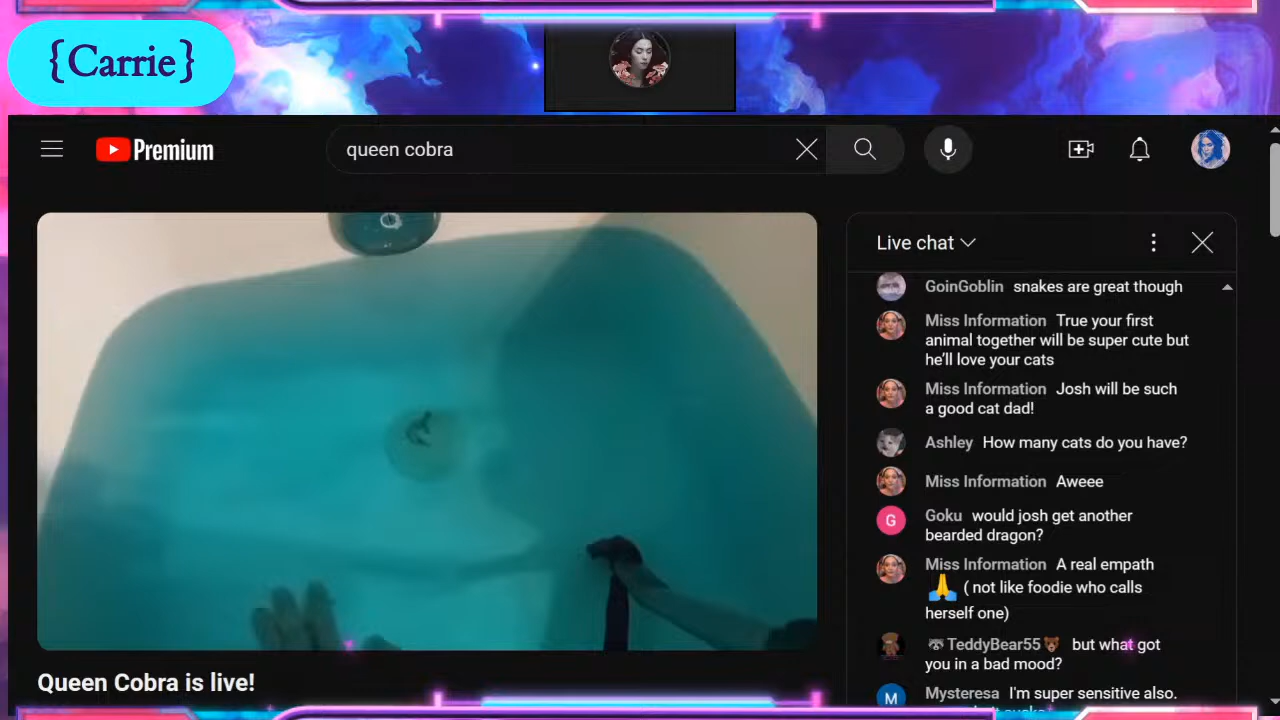 {Carrie}
Premium
queen cobra
Live chat
GoinGoblin snakes are great though
Miss Information True your first
animal together will be super cute but
he'll love your cats
Miss Information Josh will be such
a good cat dad!
Ashley How many cats do you have?
Miss Information Aweee
G
Goku would josh get another
bearded dragon?
Miss Information A real empath
🙏 ( not like foodie who calls
herself one)
🦝TeddyBear55🐻 but what got
you in a bad mood?
M
Mysteresa I'm super sensitive also.
Queen Cobra is live!